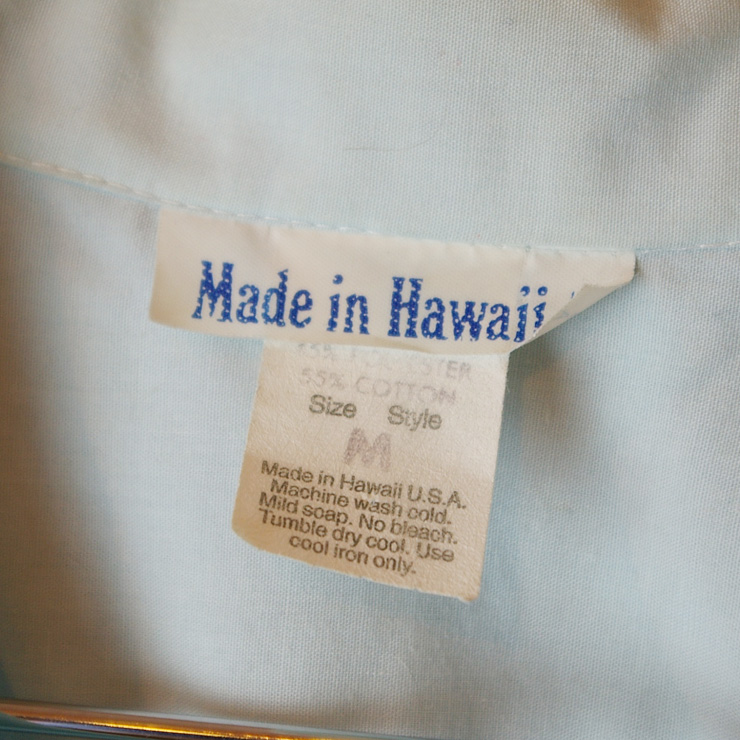 Made in Hawaii
55% COTTON
Size Style
M
Made in Hawaii U.S.A.
Machine wash cold.
Mild soap. No bleach.
Tumble dry cool. Use
cool iron only.